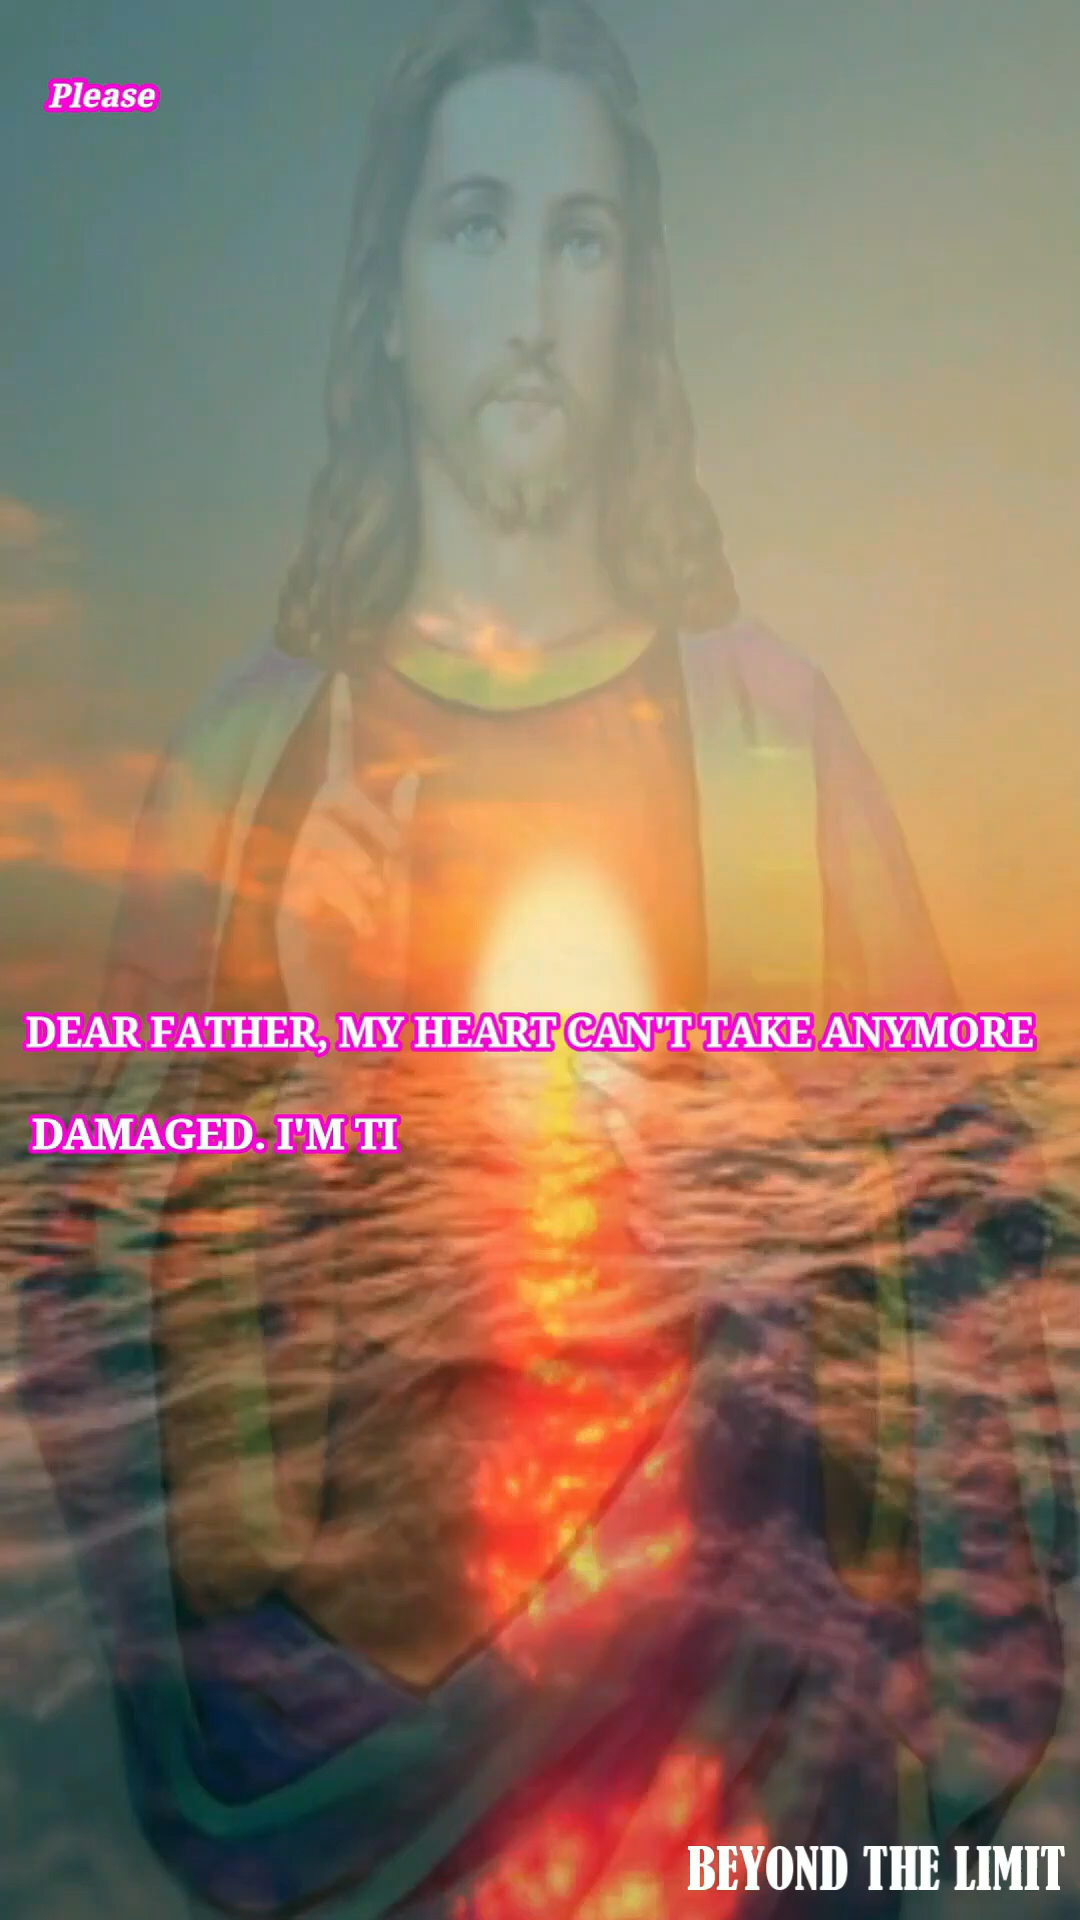 Please
DEAR FATHER, MY HEART CAN'T TAKE ANYMORE
DAMAGED. I'M TI
BEYOND THE LIMIT